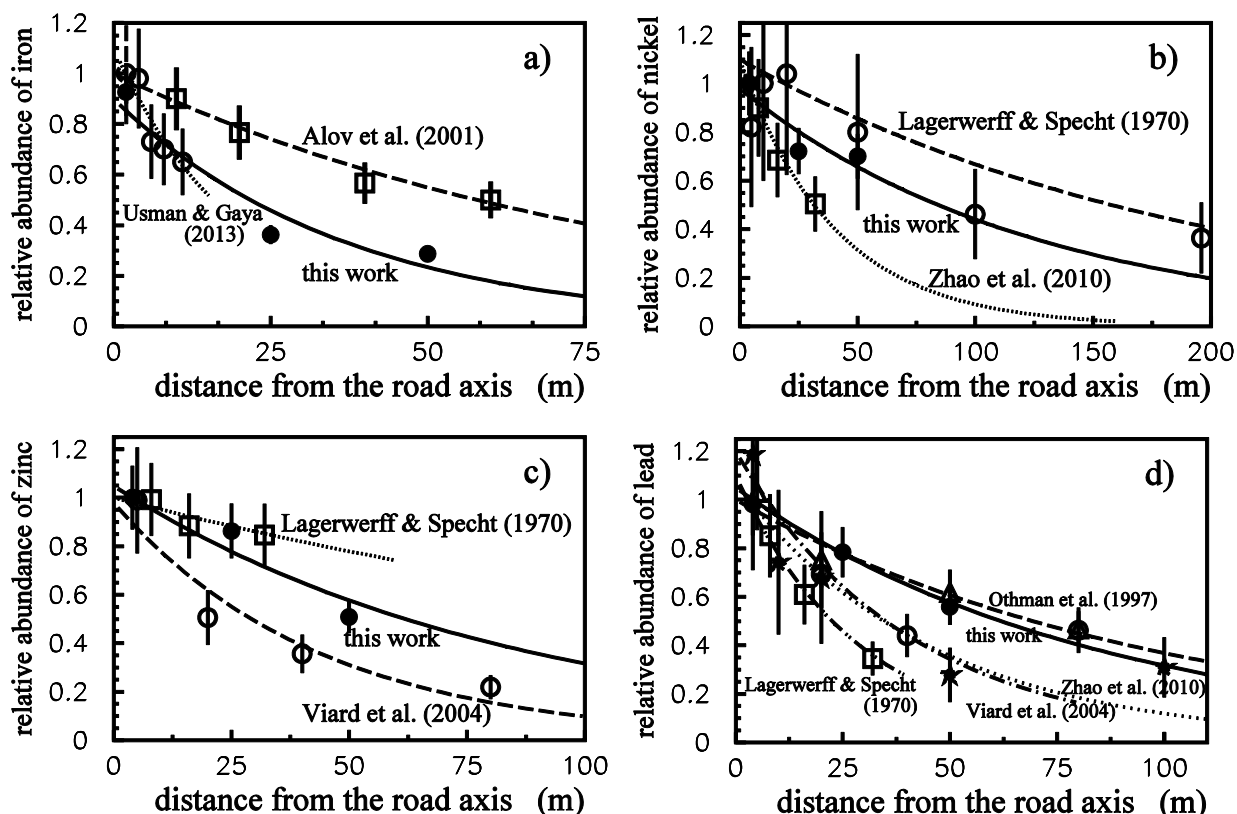 relative abundance of iron
1.2
1
0.8
0.6
0.4
0.2
0
a)
Alov et al. (2001)
Usman & Gaya
(2013)
this work
0 25 50 75
distance from the road axis (m)
relative abundance of nickel
1.2
1
0.8
0.6
0.4
0.2
0
b)
Lagerwerff & Specht (1970)
this work
Zhao et al. (2010)
0 50 100 150 200
distance from the road axis (m)
relative abundance of zinc
1.2
1
0.8
0.6
0.4
0.2
0
c)
Lagerwerff & Specht (1970)
this work
Viard et al. (2004)
0 25 50 75 100
distance from the road axis (m)
relative abundance of lead
1.2
1
0.8
0.6
0.4
0.2
0
d)
Othman et al. (1997)
this work
Lagerwerff & Specht
(1970)
Zhao et al. (2010)
Viard et al. (2004)
0 25 50 75 100
distance from the road axis (m)